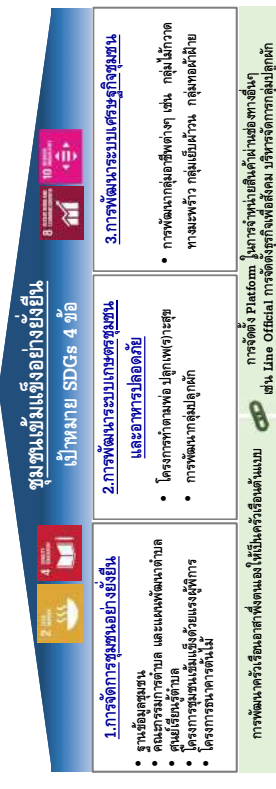 ชุมชนเข้มแข็งอย่างยั่งยืน
เป้าหมาย SDGs 4 ข้อ
2
4
8
10
1.การจัดการชุมชนอย่างยั่งยืน
• ฐานข้อมูลชุมชน
• คณะกรรมการตำบล และแผนพัฒนาตำบล
• ศูนย์เรียนรู้ตำบล
• โครงการชุมชนเข้มแข็งด้วยแรงผู้พิการ
• โครงการธนาคารต้นไม้
2.การพัฒนาระบบเกษตรชุมชน
และอาหารปลอดภัย
• โครงการทำตามพ่อ ปลูกเพ(ร)าะสุข
• การพัฒนากลุ่มปลูกผัก
3.การพัฒนาระบบเศรษฐกิจชุมชน
• การพัฒนากลุ่มอาชีพต่างๆ เช่น กลุ่มไม้กวาด
ทางมะพร้าว กลุ่มเย็บผ้าวน กลุ่มทอผ้าฝ้าย
การพัฒนาครัวเรือนอาสาพึ่งตนเองให้เป็นครัวเรือนต้นแบบ
การจัดตั้ง Platform ในการจำหน่ายสินค้าผ่านช่องทางอื่นๆ
เช่น Line Official การจัดตั้งธุรกิจเพื่อสังคม บริหารจัดการกลุ่มปลูกผัก